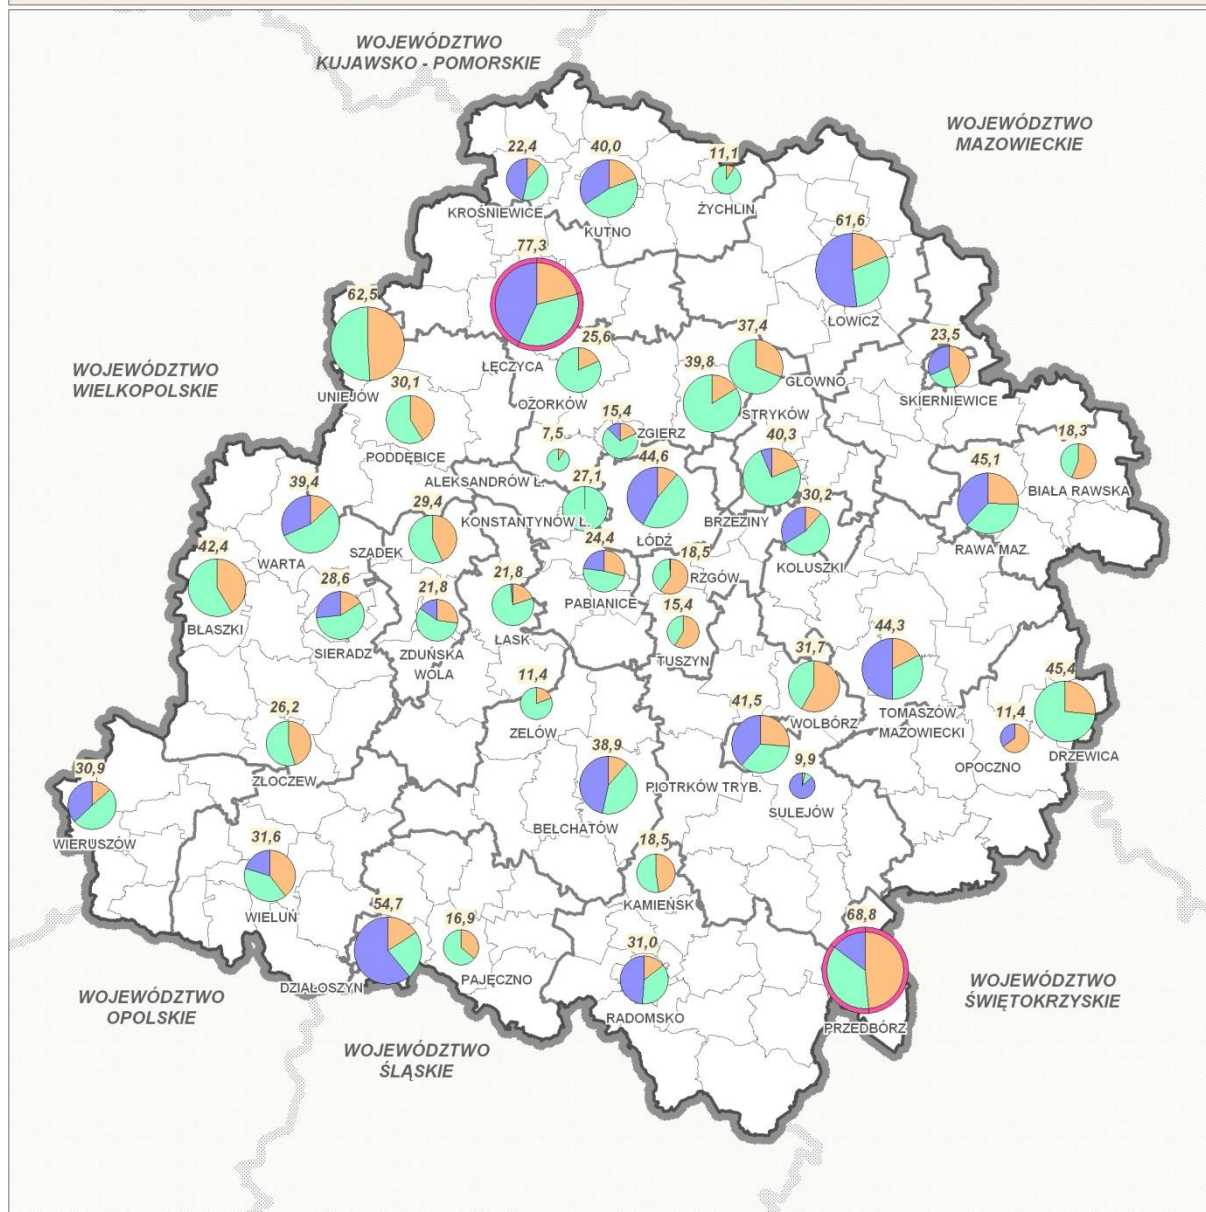 WOJEWÓDZTWO
KUJAWSKO - POMORSKIE
WOJEWÓDZTWO
MAZOWIECKIE
22,4
KROŚNIEWICE
40,0
KUTNO
11,1
ŻYCHLIN
61,6
ŁOWICZ
77,3
ŁĘCZYCA
62,5
UNIEJÓW
25,6
OZORKÓW
37,4
GŁOWNO
39,8
STRYKÓW
23,5
SKIERNIEWICE
WOJEWÓDZTWO
WIELKOPOLSKIE
30,1
PODDĘBICE
15,4
ZGIERZ
7,5
ALEKSANDRÓW Ł.
40,3
BRZEZINY
18,3
BIAŁA RAWSKA
44,6
ŁÓDŹ
27,1
KONSTANTYNÓW Ł.
45,1
RAWA MAZ.
39,4
WARTA
29,4
SZADEK
30,2
KOLUSZKI
42,4
BŁASZKI
28,6
SIERADZ
21,8
ZDUŃSKA
WOLA
21,8
ŁASK
24,4
PABIANICE
18,5
RZGÓW
15,4
TUSZYN
44,3
TOMASZÓW
MAZOWIECKI
31,7
WOLBÓRZ
45,4
DRZEWICA
11,4
ZELÓW
11,4
OPOCZNO
26,2
ZŁOCZEW
41,5
PIOTRKÓW TRYB.
9,9
SULEJÓW
38,9
BEŁCHATÓW
30,9
WIERUSZÓW
31,6
WIELUŃ
18,5
KAMIEŃSK
54,7
DZIAŁOSZYN
16,9
PAJĘCZNO
31,0
RADOMSKO
68,8
PRZEDBÓRZ
WOJEWÓDZTWO
OPOLSKIE
WOJEWÓDZTWO
ŚLĄSKIE
WOJEWÓDZTWO
ŚWIĘTOKRZYSKIE